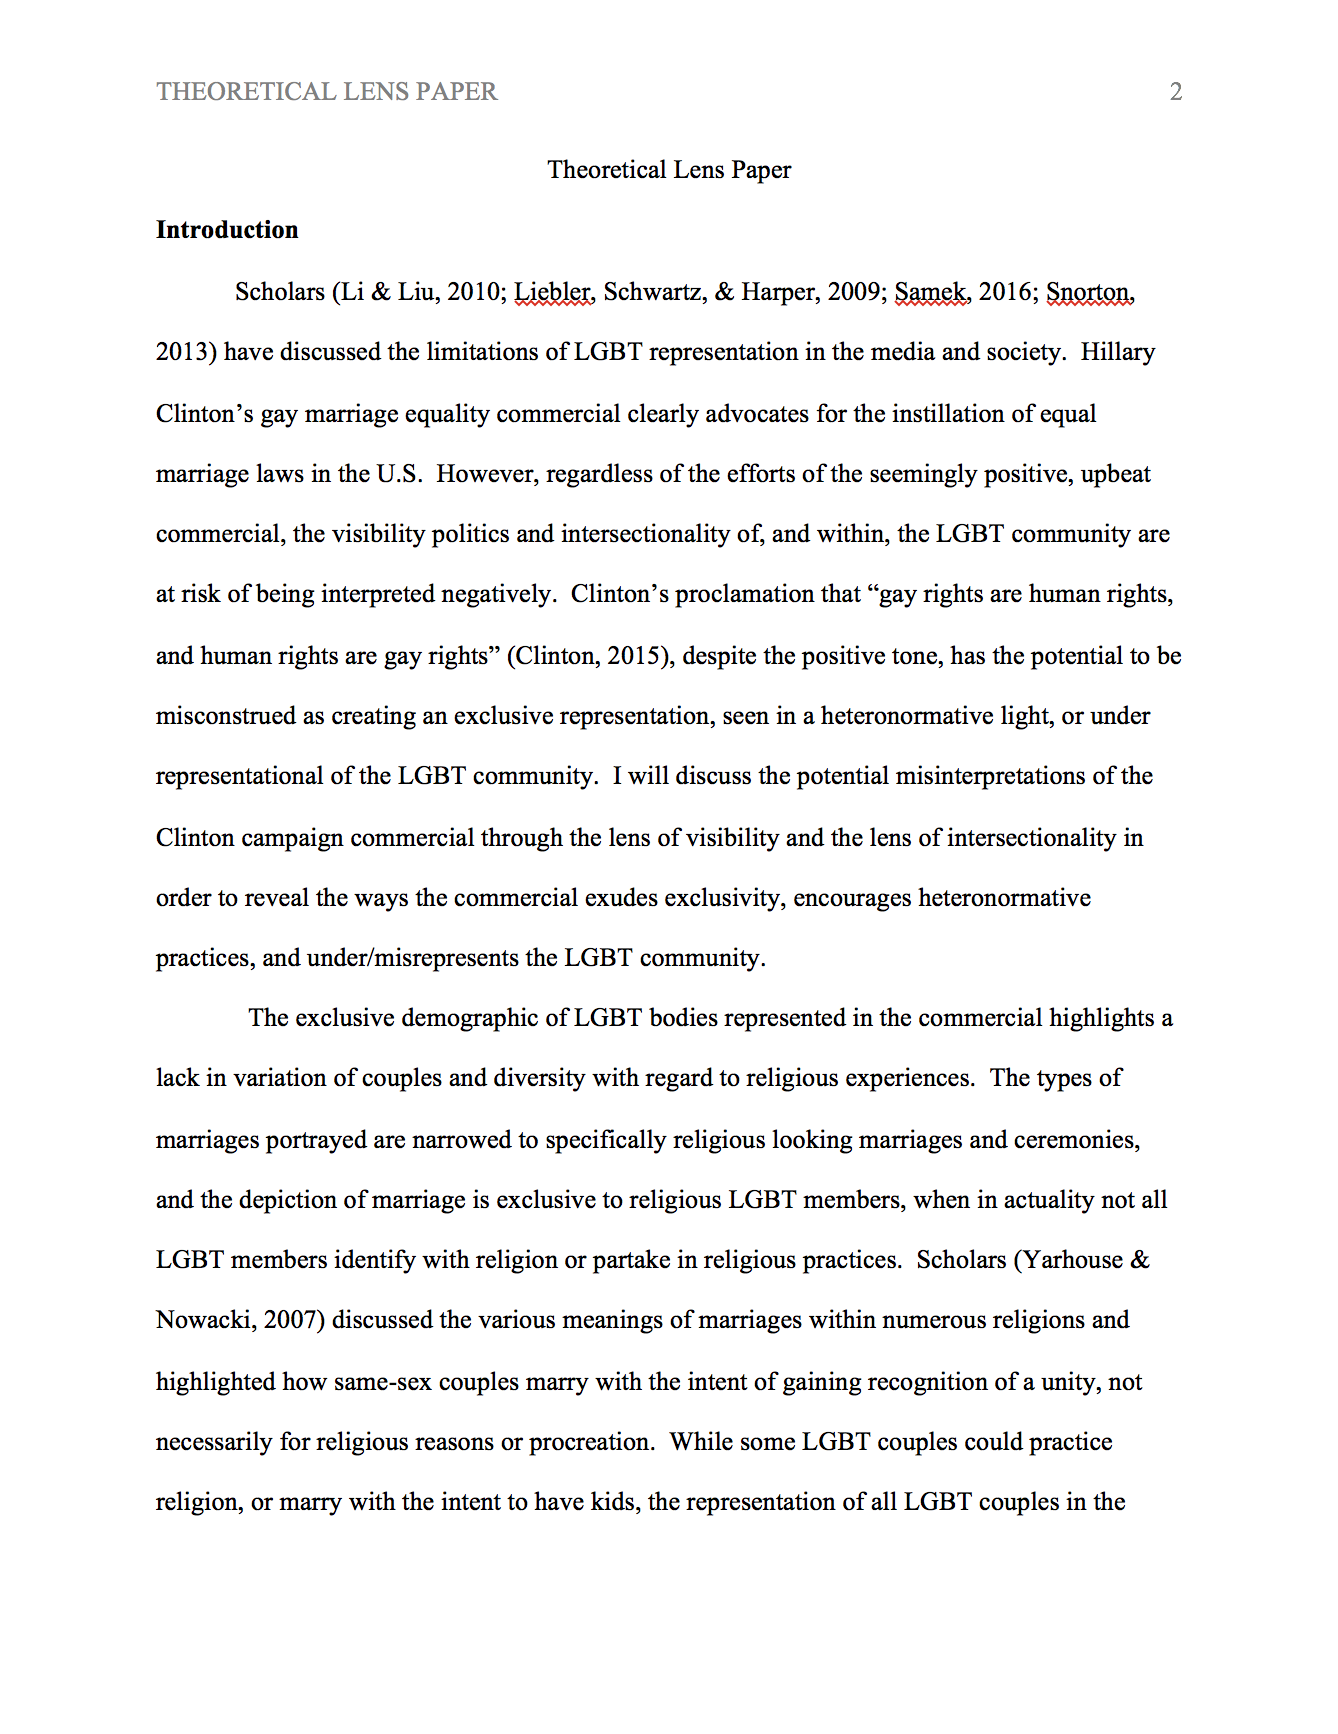 THEORETICAL LENS PAPER 2
Theoretical Lens Paper
Introduction
Scholars (Li & Liu, 2010; Liebler, Schwartz, & Harper, 2009; Samek, 2016; Snorton,
2013) have discussed the limitations of LGBT representation in the media and society.  Hillary
Clinton’s gay marriage equality commercial clearly advocates for the instillation of equal
marriage laws in the U.S.  However, regardless of the efforts of the seemingly positive, upbeat
commercial, the visibility politics and intersectionality of, and within, the LGBT community are
at risk of being interpreted negatively.  Clinton’s proclamation that “gay rights are human rights,
and human rights are gay rights” (Clinton, 2015), despite the positive tone, has the potential to be
misconstrued as creating an exclusive representation, seen in a heteronormative light, or under
representational of the LGBT community.  I will discuss the potential misinterpretations of the
Clinton campaign commercial through the lens of visibility and the lens of intersectionality in
order to reveal the ways the commercial exudes exclusivity, encourages heteronormative
practices, and under/misrepresents the LGBT community.
The exclusive demographic of LGBT bodies represented in the commercial highlights a
lack in variation of couples and diversity with regard to religious experiences.  The types of
marriages portrayed are narrowed to specifically religious looking marriages and ceremonies,
and the depiction of marriage is exclusive to religious LGBT members, when in actuality not all
LGBT members identify with religion or partake in religious practices.  Scholars (Yarhouse &
Nowacki, 2007) discussed the various meanings of marriages within numerous religions and
highlighted how same-sex couples marry with the intent of gaining recognition of a unity, not
necessarily for religious reasons or procreation.  While some LGBT couples could practice
religion, or marry with the intent to have kids, the representation of all LGBT couples in the